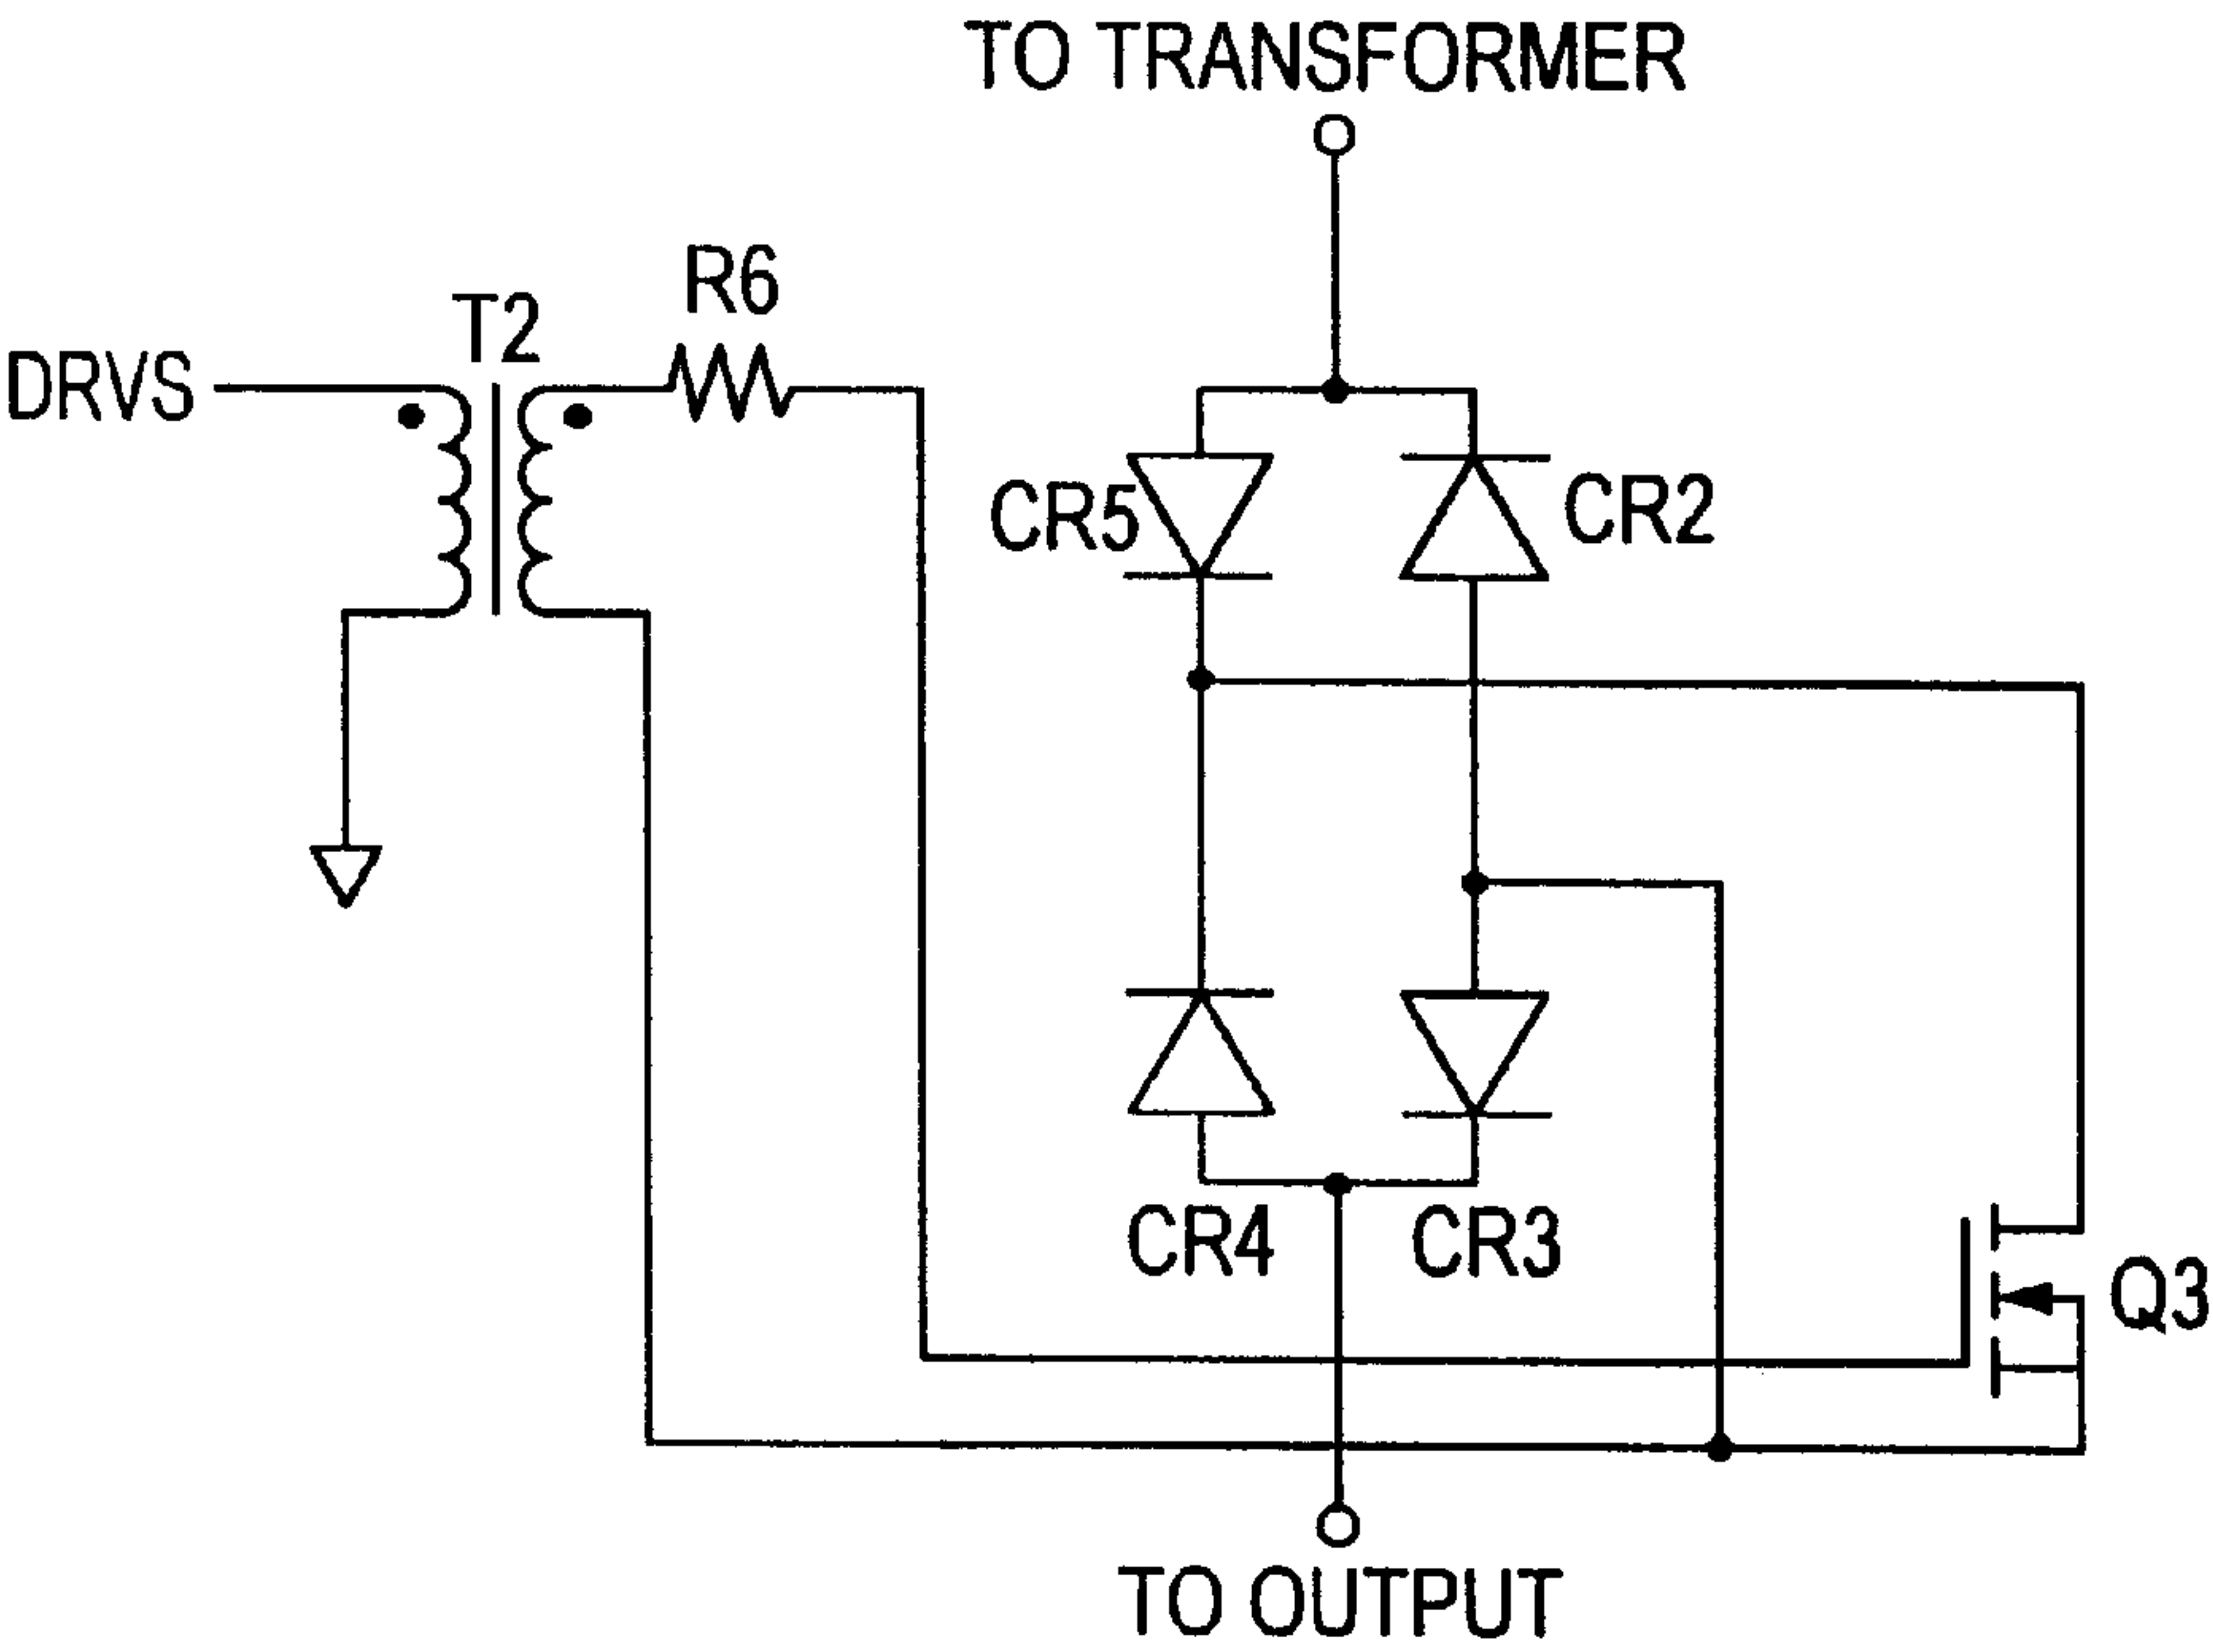 TO TRANSFORMER
R6
T2
DRVS
CR5
CR2
CR4
CR3
Q3
TO OUTPUT